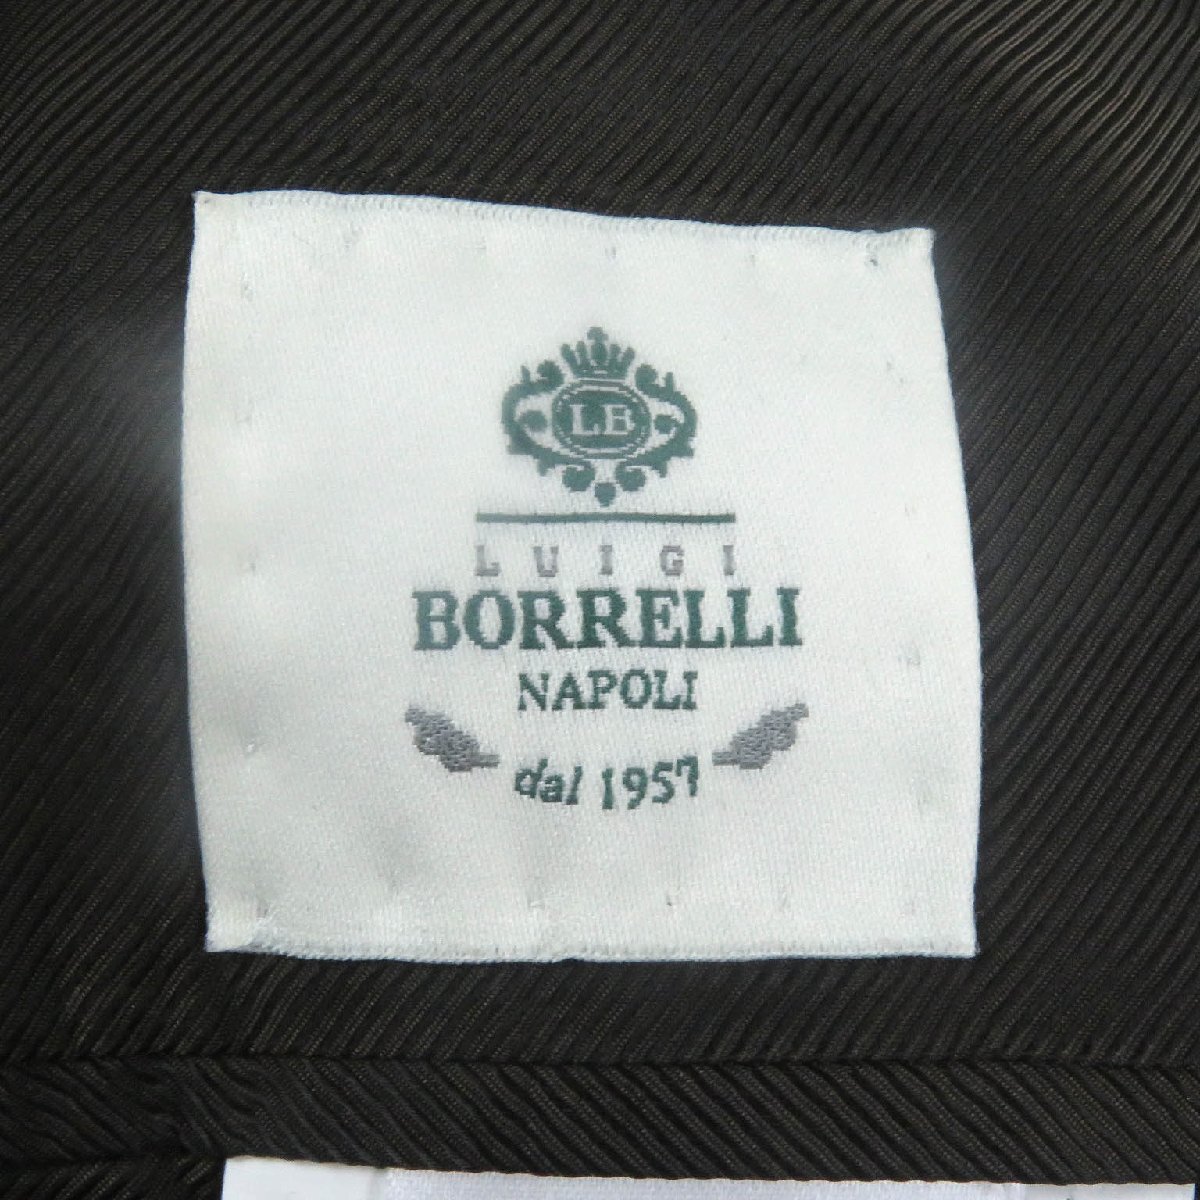 LB
LUIGI
BORRELLI
NAPOLI
dal 1957